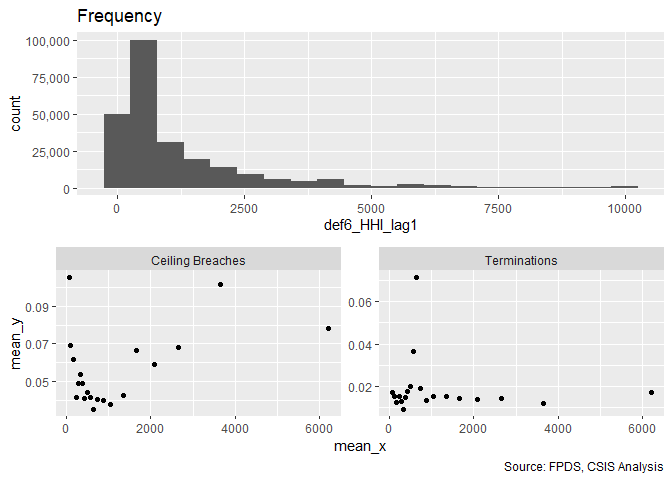 Frequency
100,000
75,000
50,000
25,000
0
count
0 2500 5000 7500 10000
def6_HHI_lag1
Ceiling Breaches Terminations
mean_y
0.09
0.07
0.05
0.06
0.04
0.02
0 2000 4000 6000 0 2000 4000 6000
mean_x
Source: FPDS, CSIS Analysis